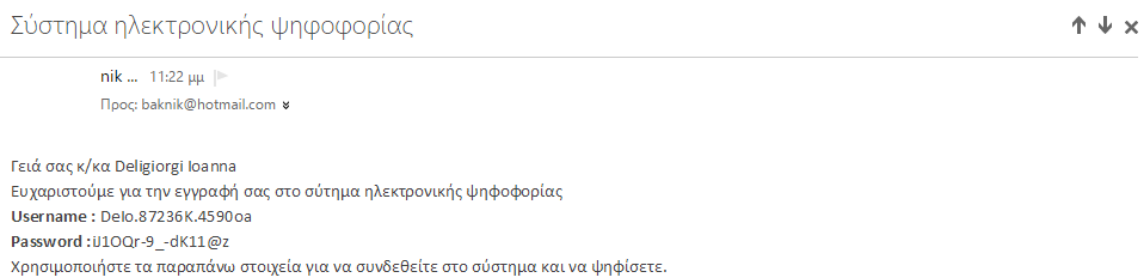 Σύστημα ηλεκτρονικής ψηφοφορίας
nik ... 11:22 μμ
Προς: baknik@hotmail.com
Γειά σας κ/κα Deligiorgi Ioanna
Ευχαριστούμε για την εγγραφή σας στο σύτημα ηλεκτρονικής ψηφοφορίας
Username : Delo.87236K.4590oa
Password :iJ1OQr-9_-dK11@z
Χρησιμοποιήστε τα παραπάνω στοιχεία για να συνδεθείτε στο σύστημα και να ψηφίσετε.